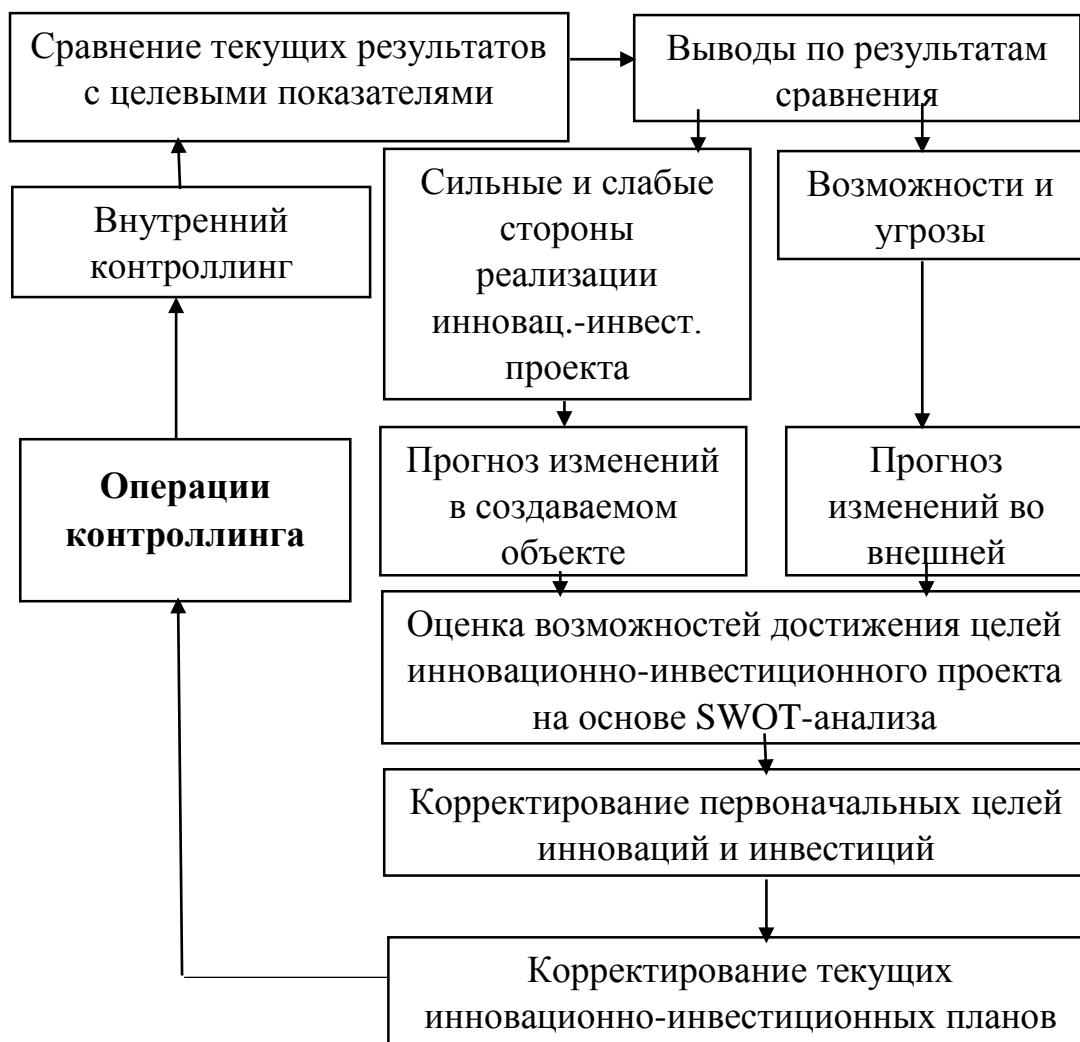 Сравнение текущих результатов
с целевыми показателями
Выводы по результатам
сравнения
Внутренний
контроллинг
Сильные и слабые
стороны
реализации
инновац.-инвест.
проекта
Возможности и
угрозы
Операции
контроллинга
Прогноз изменений
в создаваемом
объекте
Прогноз
изменений во
внешней
Оценка возможностей достижения целей
инновационно-инвестиционного проекта
на основе SWOT-анализа
Корректирование первоначальных целей
инноваций и инвестиций
Корректирование текущих
инновационно-инвестиционных планов